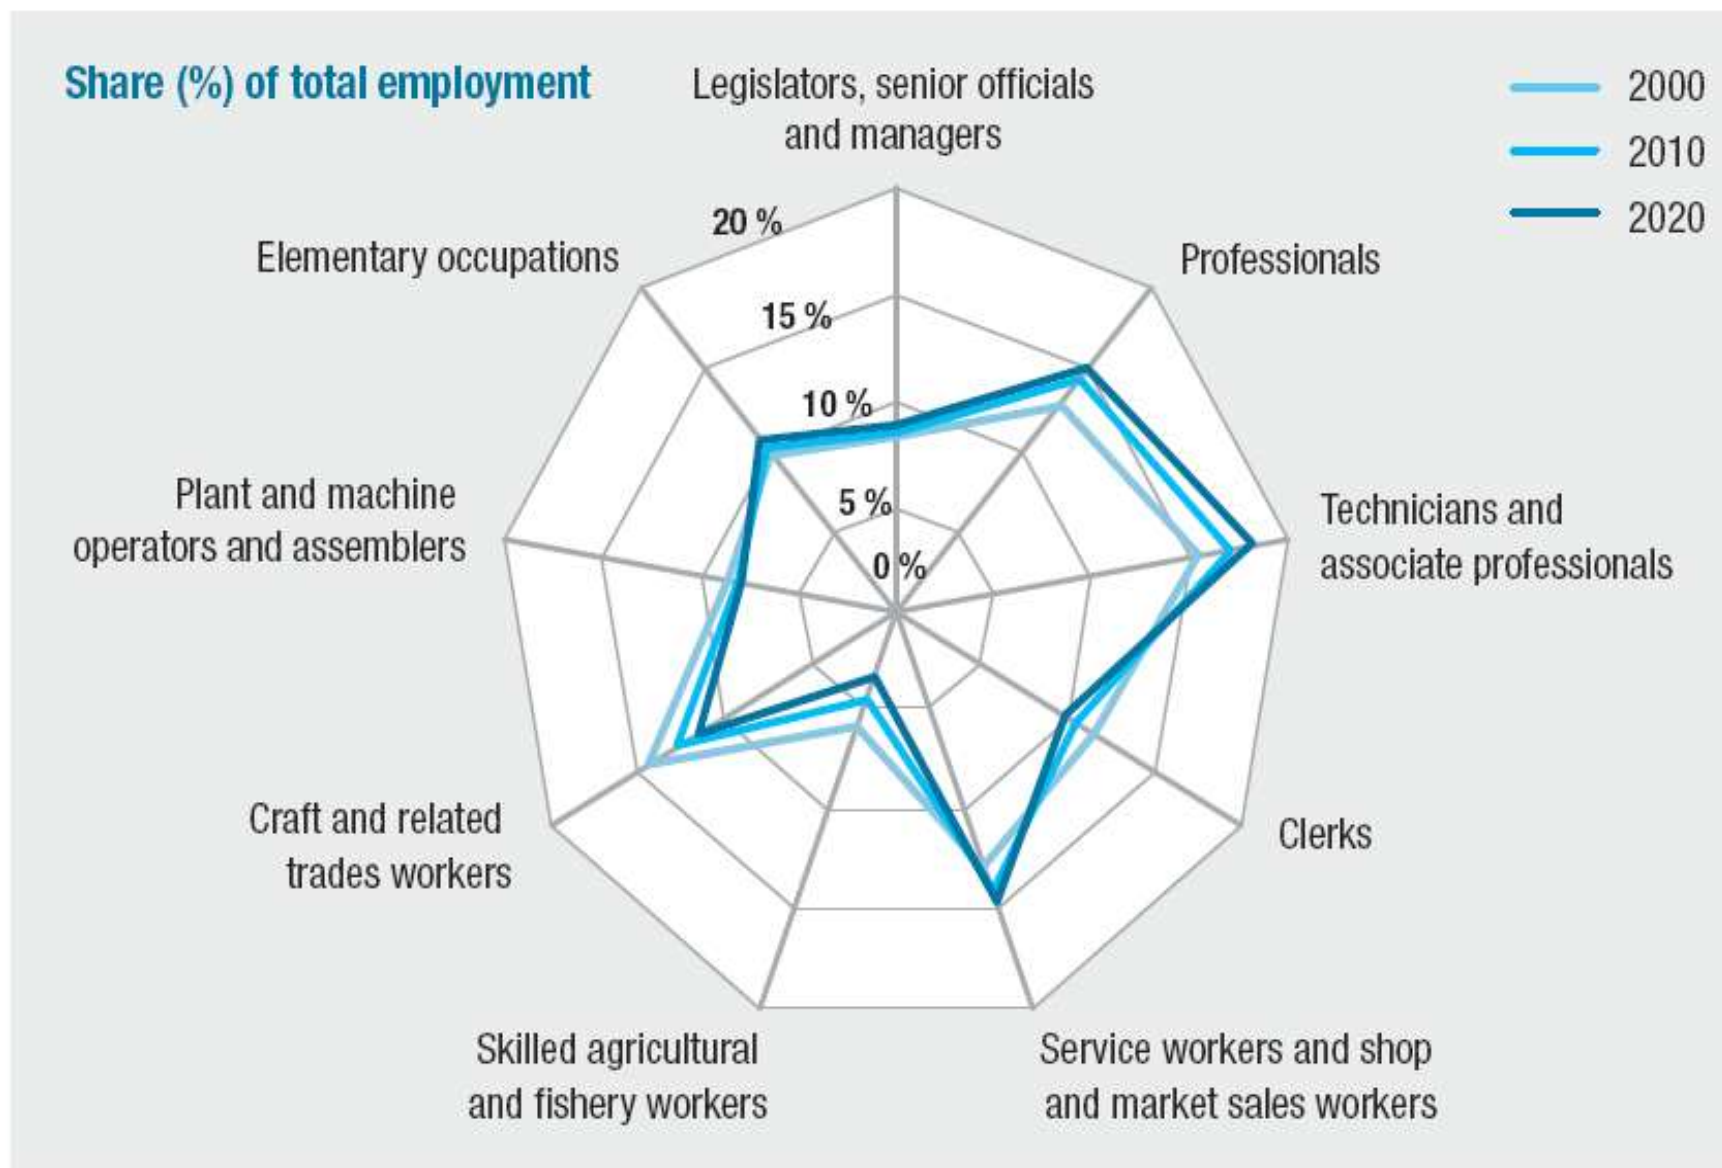 Share (%) of total employment
Legislators, senior officials
and managers
2000
2010
2020
20 %
15 %
10 %
5 %
0 %
Elementary occupations
Professionals
Plant and machine
operators and assemblers
Technicians and
associate professionals
Craft and related
trades workers
Clerks
Skilled agricultural
and fishery workers
Service workers and shop
and market sales workers